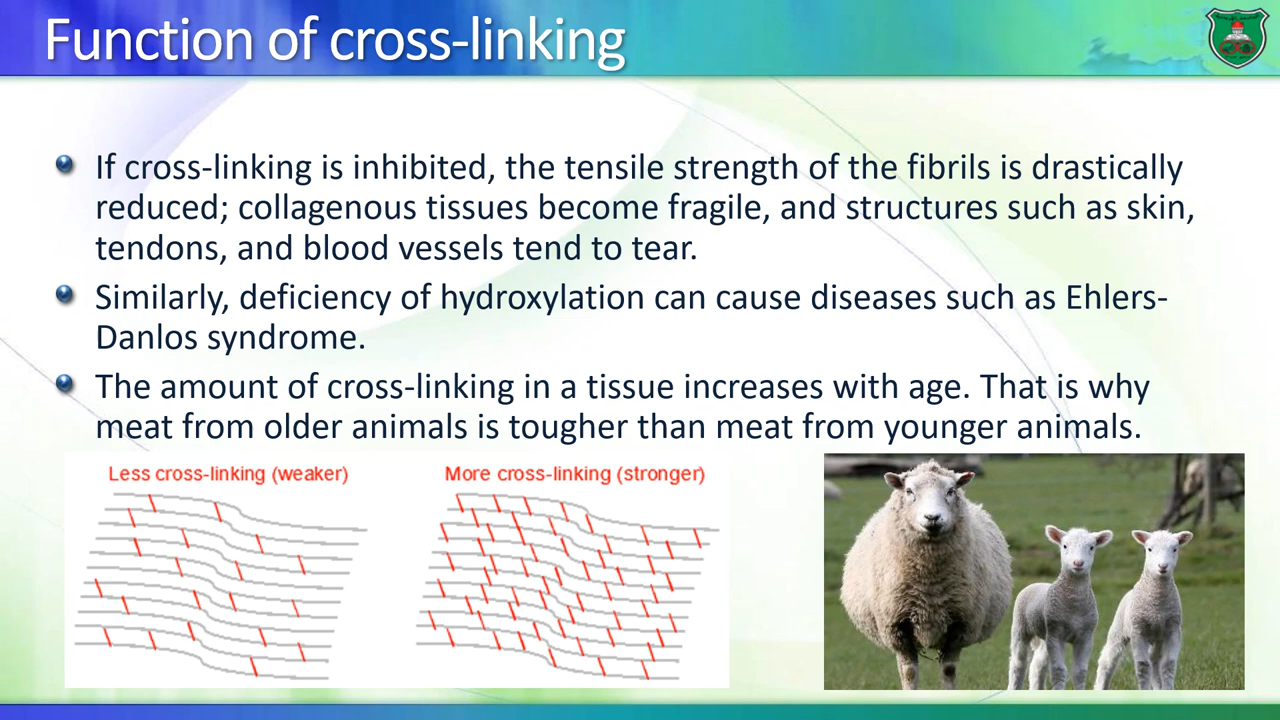 Function of cross-linking
If cross-linking is inhibited, the tensile strength of the fibrils is drastically
reduced; collagenous tissues become fragile, and structures such as skin,
tendons, and blood vessels tend to tear.
Similarly, deficiency of hydroxylation can cause diseases such as Ehlers-
Danlos syndrome.
The amount of cross-linking in a tissue increases with age. That is why
meat from older animals is tougher than meat from younger animals.
Less cross-linking (weaker)
More cross-linking (stronger)